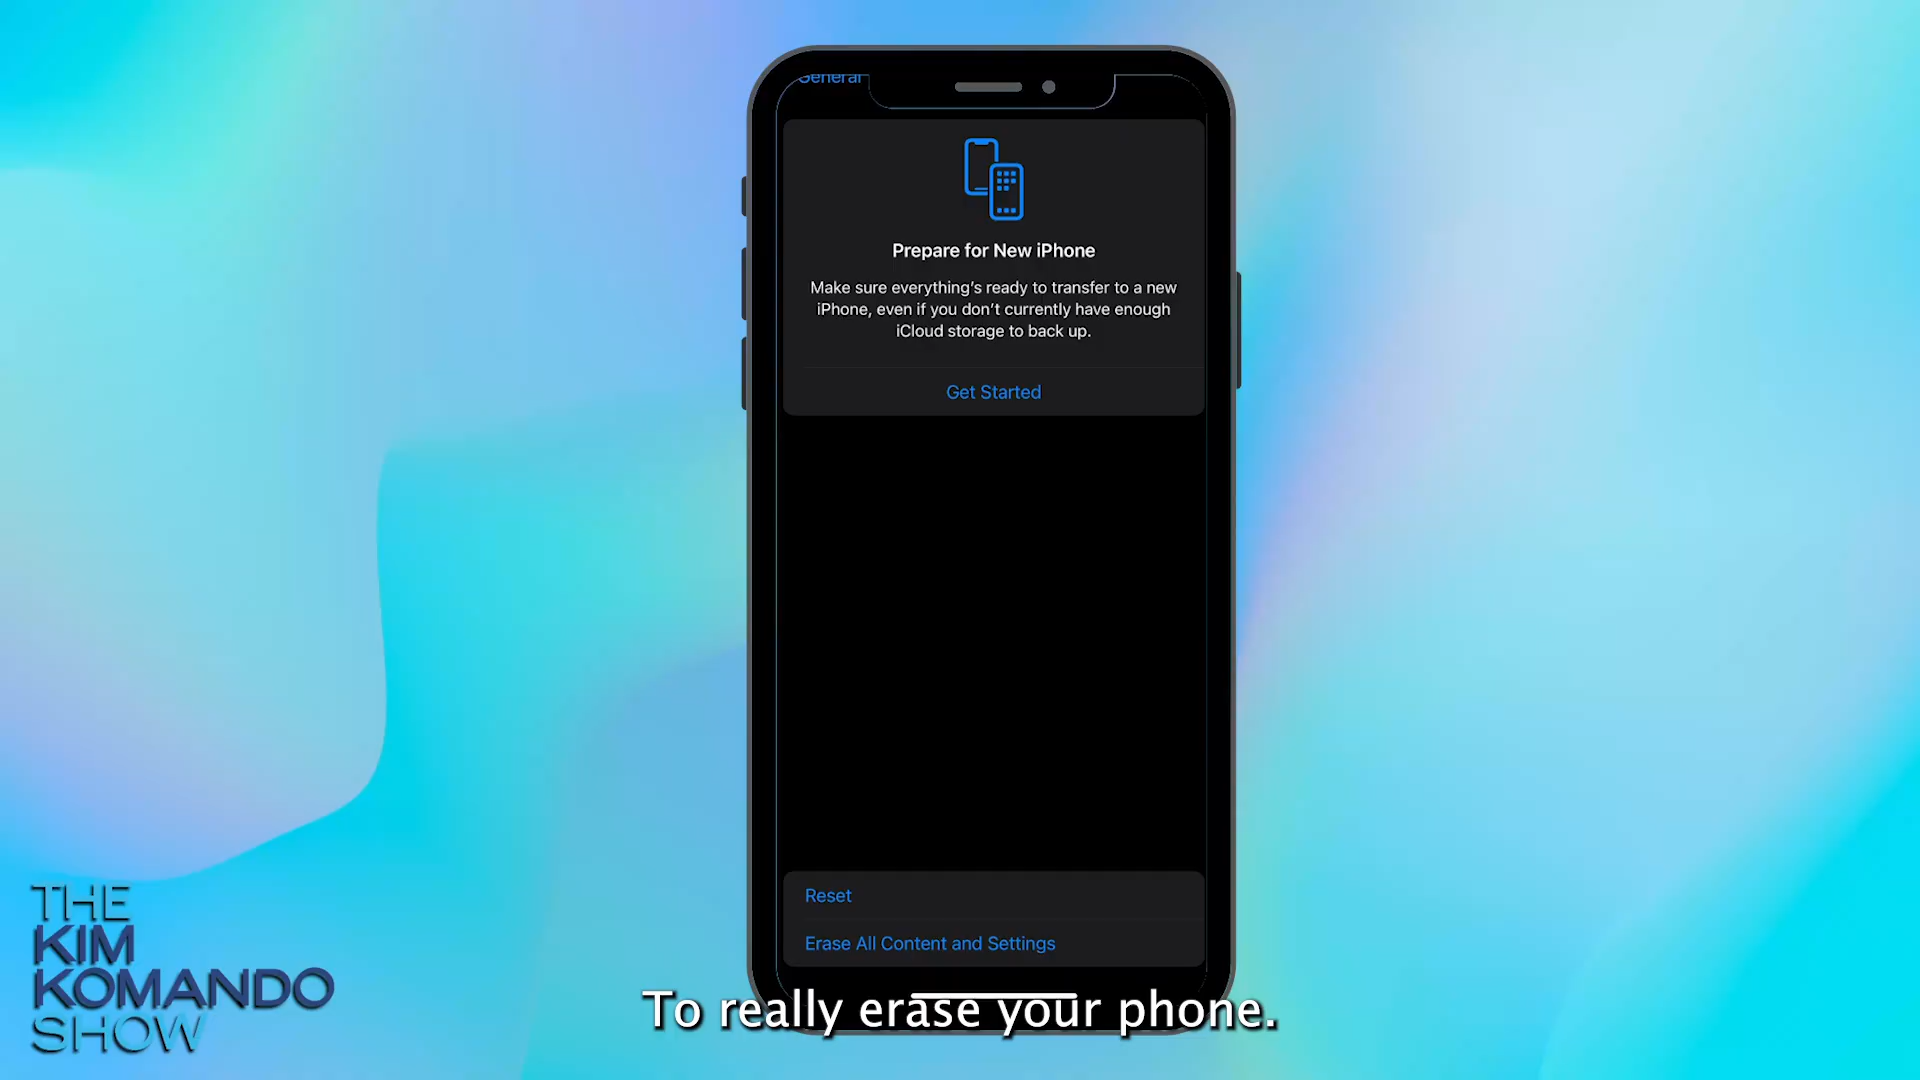 General
Prepare for New iPhone
Make sure everything's ready to transfer to a new
iPhone, even if you don't currently have enough
iCloud storage to back up.
Get Started
Reset
Erase All Content and Settings
To really erase your phone.
THE
KIM
KOMANDO
SHOW